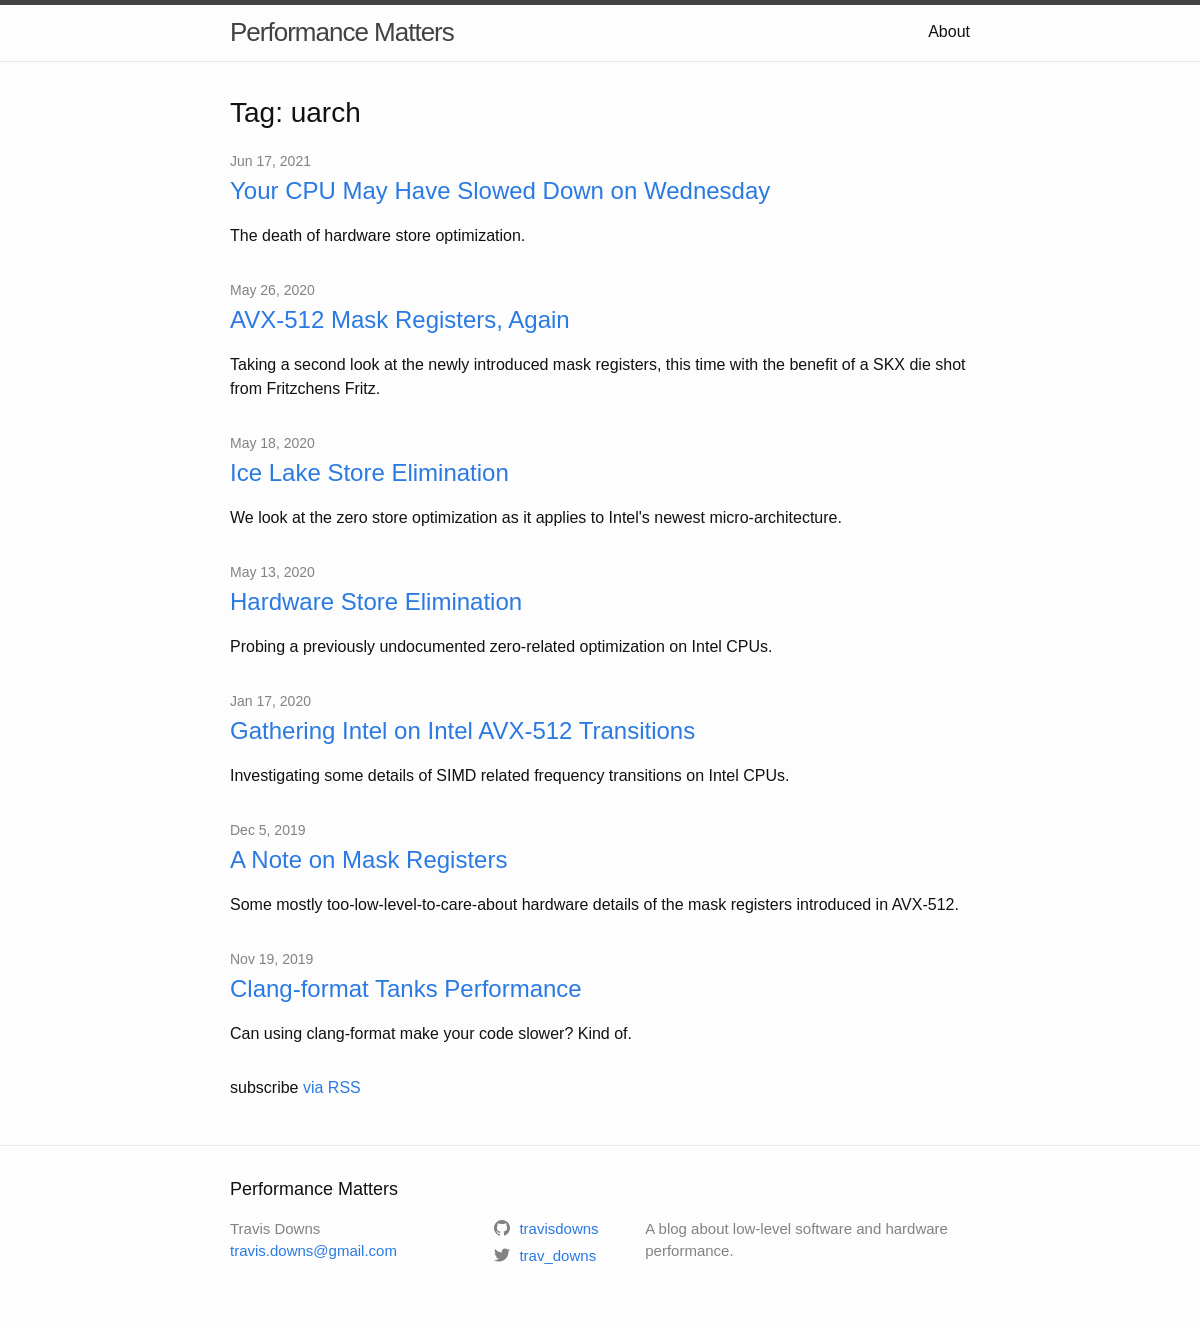 Performance Matters
About
Tag: uarch
Jun 17, 2021
Your CPU May Have Slowed Down on Wednesday
The death of hardware store optimization.
May 26, 2020
AVX-512 Mask Registers, Again
Taking a second look at the newly introduced mask registers, this time with the benefit of a SKX die shot
from Fritzchens Fritz.
May 18, 2020
Ice Lake Store Elimination
We look at the zero store optimization as it applies to Intel's newest micro-architecture.
May 13, 2020
Hardware Store Elimination
Probing a previously undocumented zero-related optimization on Intel CPUs.
Jan 17, 2020
Gathering Intel on Intel AVX-512 Transitions
Investigating some details of SIMD related frequency transitions on Intel CPUs.
Dec 5, 2019
A Note on Mask Registers
Some mostly too-low-level-to-care-about hardware details of the mask registers introduced in AVX-512.
Nov 19, 2019
Clang-format Tanks Performance
Can using clang-format make your code slower? Kind of.
subscribe via RSS
Performance Matters
Travis Downs
travis.downs@gmail.com
travisdowns
trav_downs
A blog about low-level software and hardware
performance.